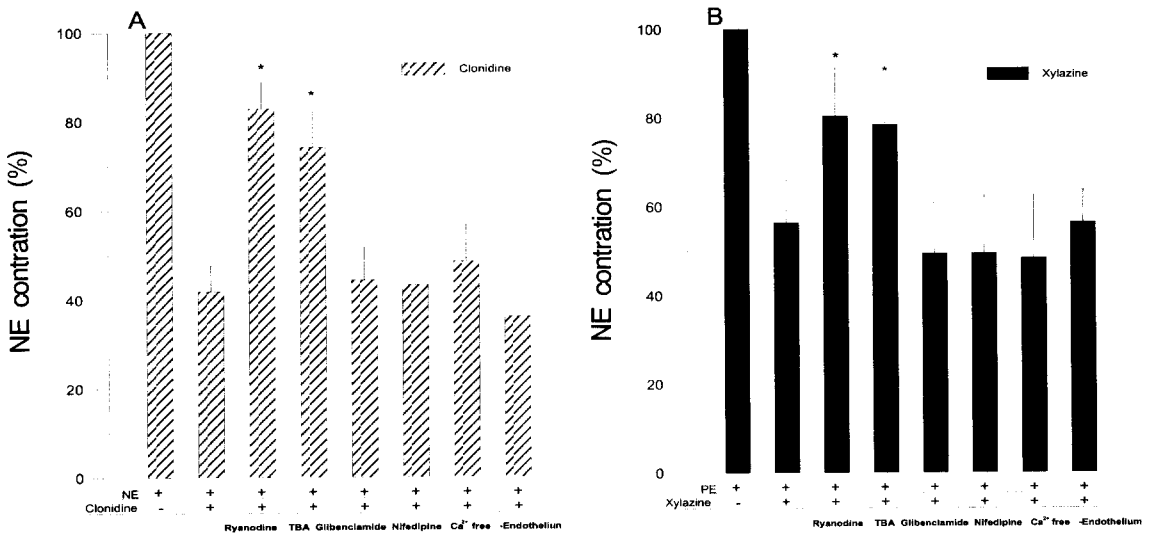 A
NE contration (%)
100
80
60
40
20
0
Clonidine
*
*
NE + + + + + + + +
Clonidine - + + + + + + +
Ryanodine TBA Glibenclamide Nifedipine Ca²⁺ free -Endotheliun
B
NE contration (%)
100
80
60
40
20
0
Xylazine
*
*
PE + + + + + + + +
Xylazine - + + + + + + +
Ryanodine TBA Glibenclamide Nifedipine Ca²⁺ free -Endothelium